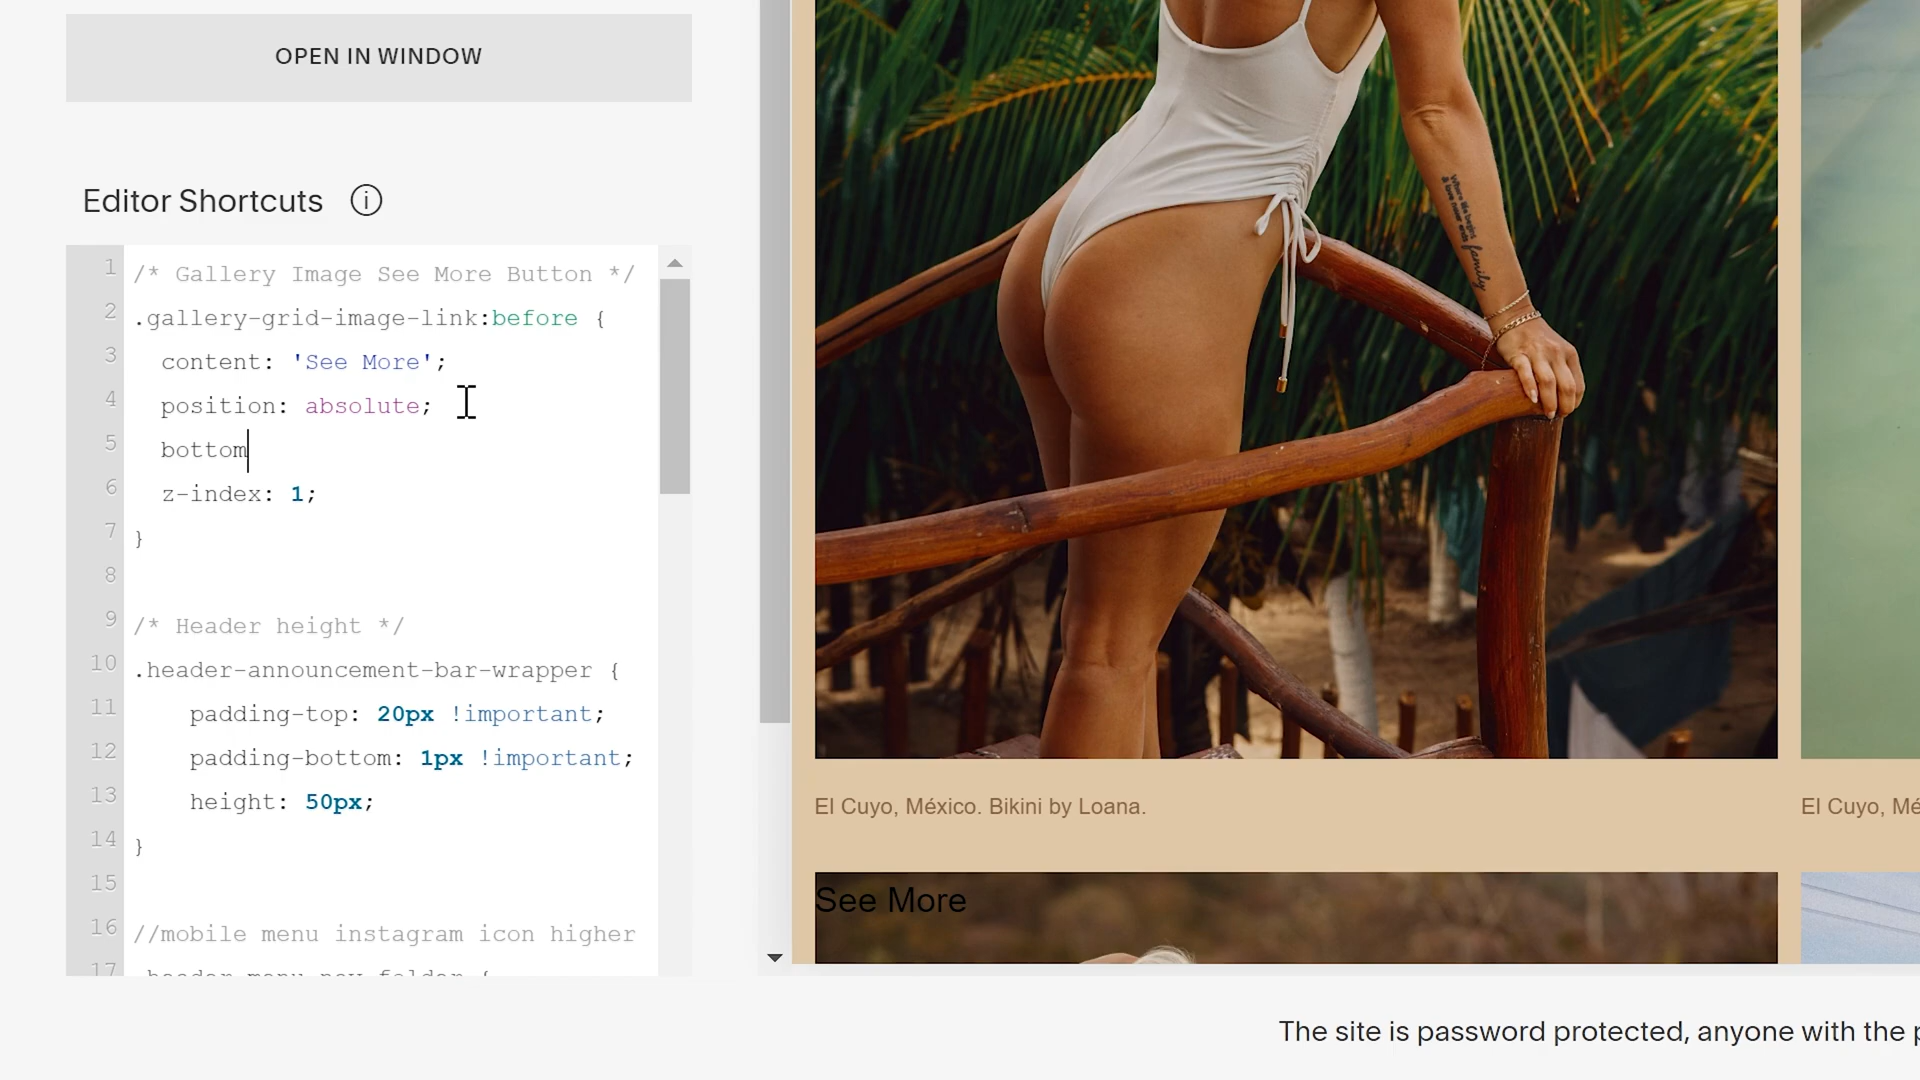 OPEN IN WINDOW
Editor Shortcuts
1 /* Gallery Image See More Button */
2 .gallery-grid-image-link:before {
3 content: 'See More';
4 position: absolute;
5 bottom
6 z-index: 1;
7 }
8
9 /* Header height */
10 .header-announcement-bar-wrapper {
11 padding-top: 20px !important;
12 padding-bottom: 1px !important;
13 height: 50px;
14 }
15
16 //mobile menu instagram icon higher
17
family
El Cuyo, México. Bikini by Loana.
El Cuyo, Mé
See More
The site is password protected, anyone with the p